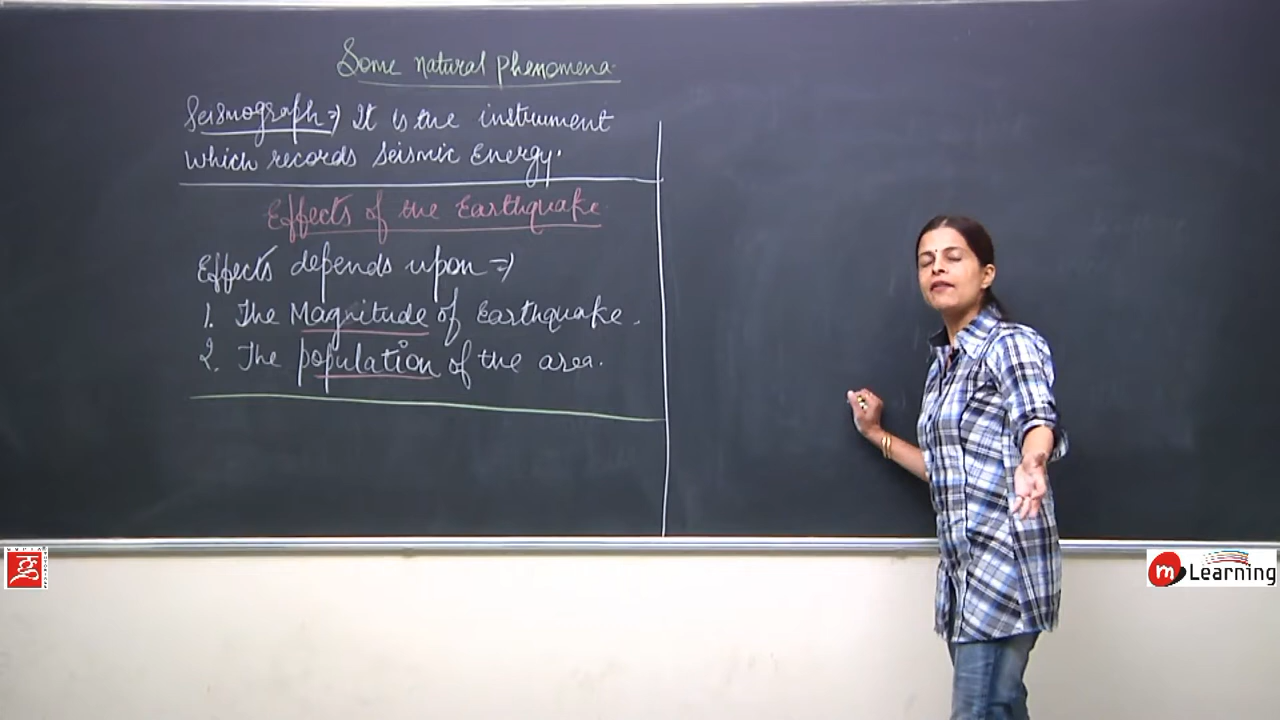 Some natural phenomena
Seismograph ⇒ It is the instrument
which records Seismic Energy.
Effects of the Earthquake
Effects depends upon ⇒
1. The Magnitude of Earthquake.
2. The population of the area.
m Learning